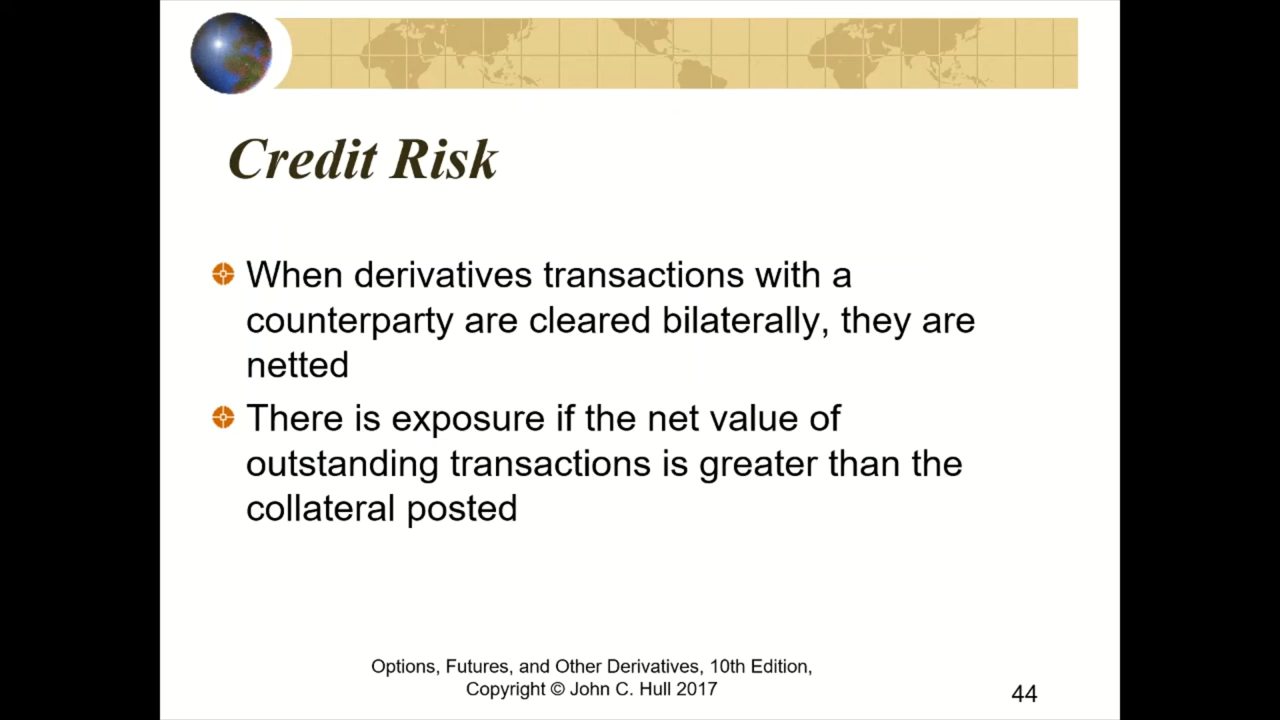 Credit Risk
When derivatives transactions with a
counterparty are cleared bilaterally, they are
netted
There is exposure if the net value of
outstanding transactions is greater than the
collateral posted
Options, Futures, and Other Derivatives, 10th Edition,
Copyright © John C. Hull 2017
44